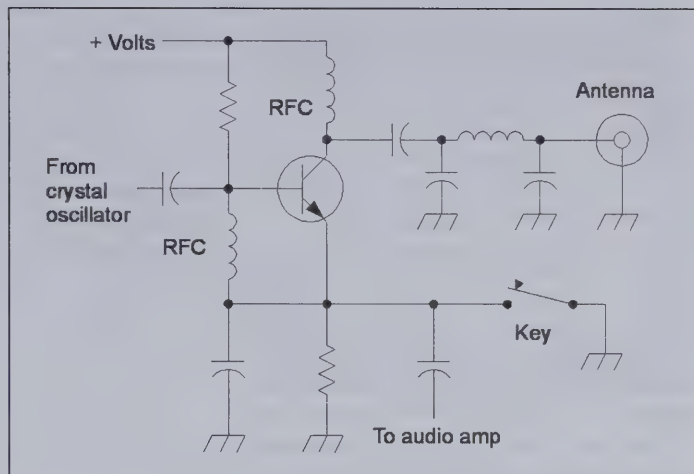 + Volts
RFC
Antenna
From
crystal
oscillator
RFC
Key
To audio amp